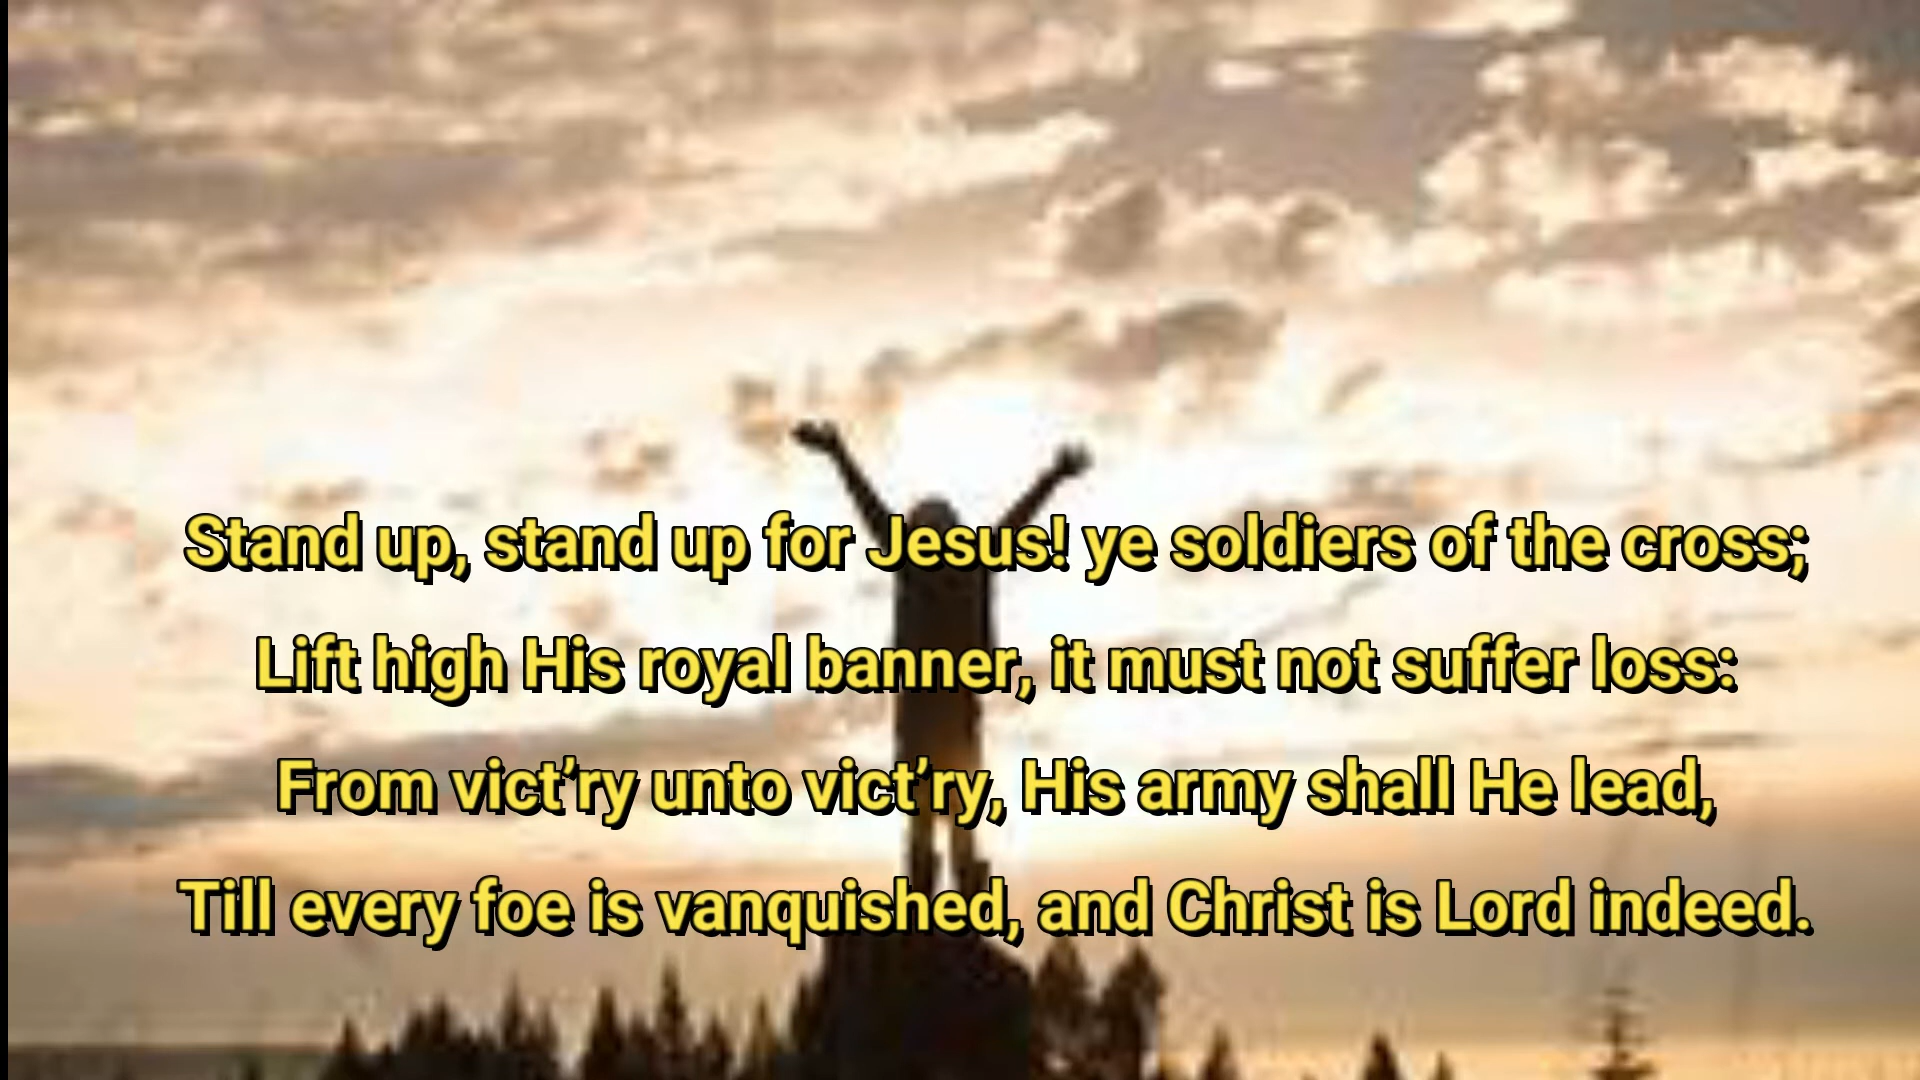 Stand up, stand up for Jesus! ye soldiers of the cross;
Lift high His royal banner, it must not suffer loss:
From vict’ry unto vict’ry, His army shall He lead,
Till every foe is vanquished, and Christ is Lord indeed.